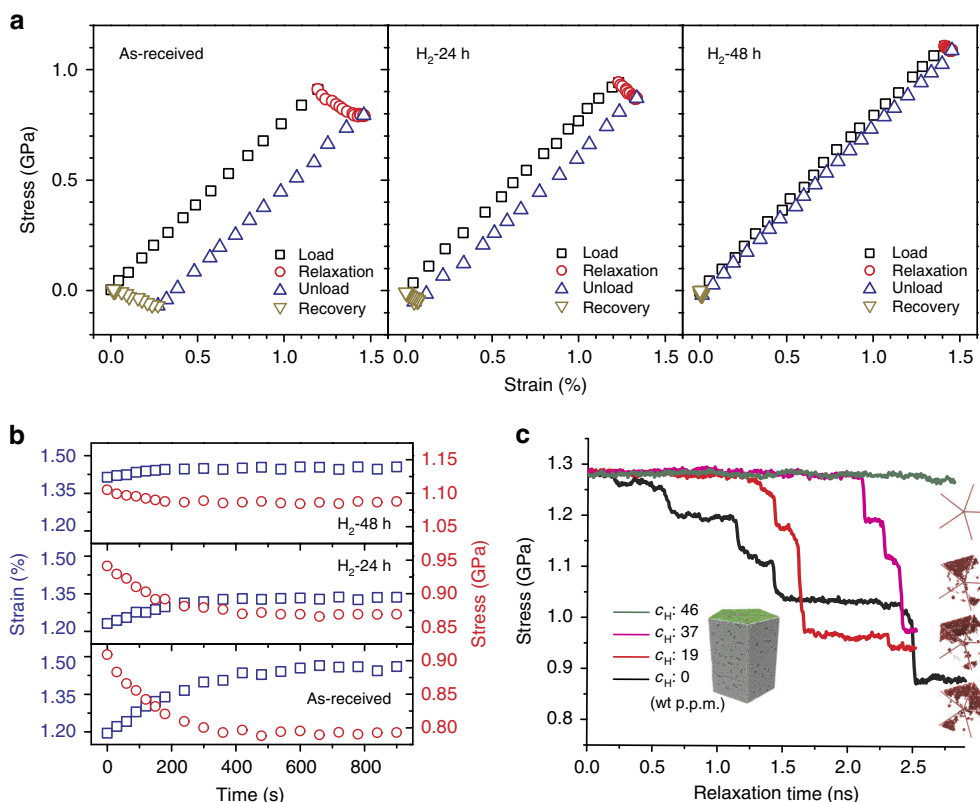 a
As-received
H₂-24 h
H₂-48 h
Stress (GPa)
1.0
0.5
0.0
Load
Relaxation
Unload
Recovery
Load
Relaxation
Unload
Recovery
Load
Relaxation
Unload
Recovery
0.0 0.5 1.0 1.5
0.0 0.5 1.0 1.5
0.0 0.5 1.0 1.5
Strain (%)
b
Strain (%)
1.50
1.35
1.20
1.50
1.35
1.20
1.50
1.35
1.20
H₂-48 h
H₂-24 h
As-received
1.15
1.10
1.05
0.95
0.90
0.85
0.90
0.85
0.80
Stress (GPa)
0 200 400 600 800
Time (s)
c
Stress (GPa)
1.3
1.2
1.1
1.0
0.9
0.8
cH: 46
cH: 37
cH: 19
cH: 0
(wt p.p.m.)
0.0 0.5 1.0 1.5 2.0 2.5
Relaxation time (ns)